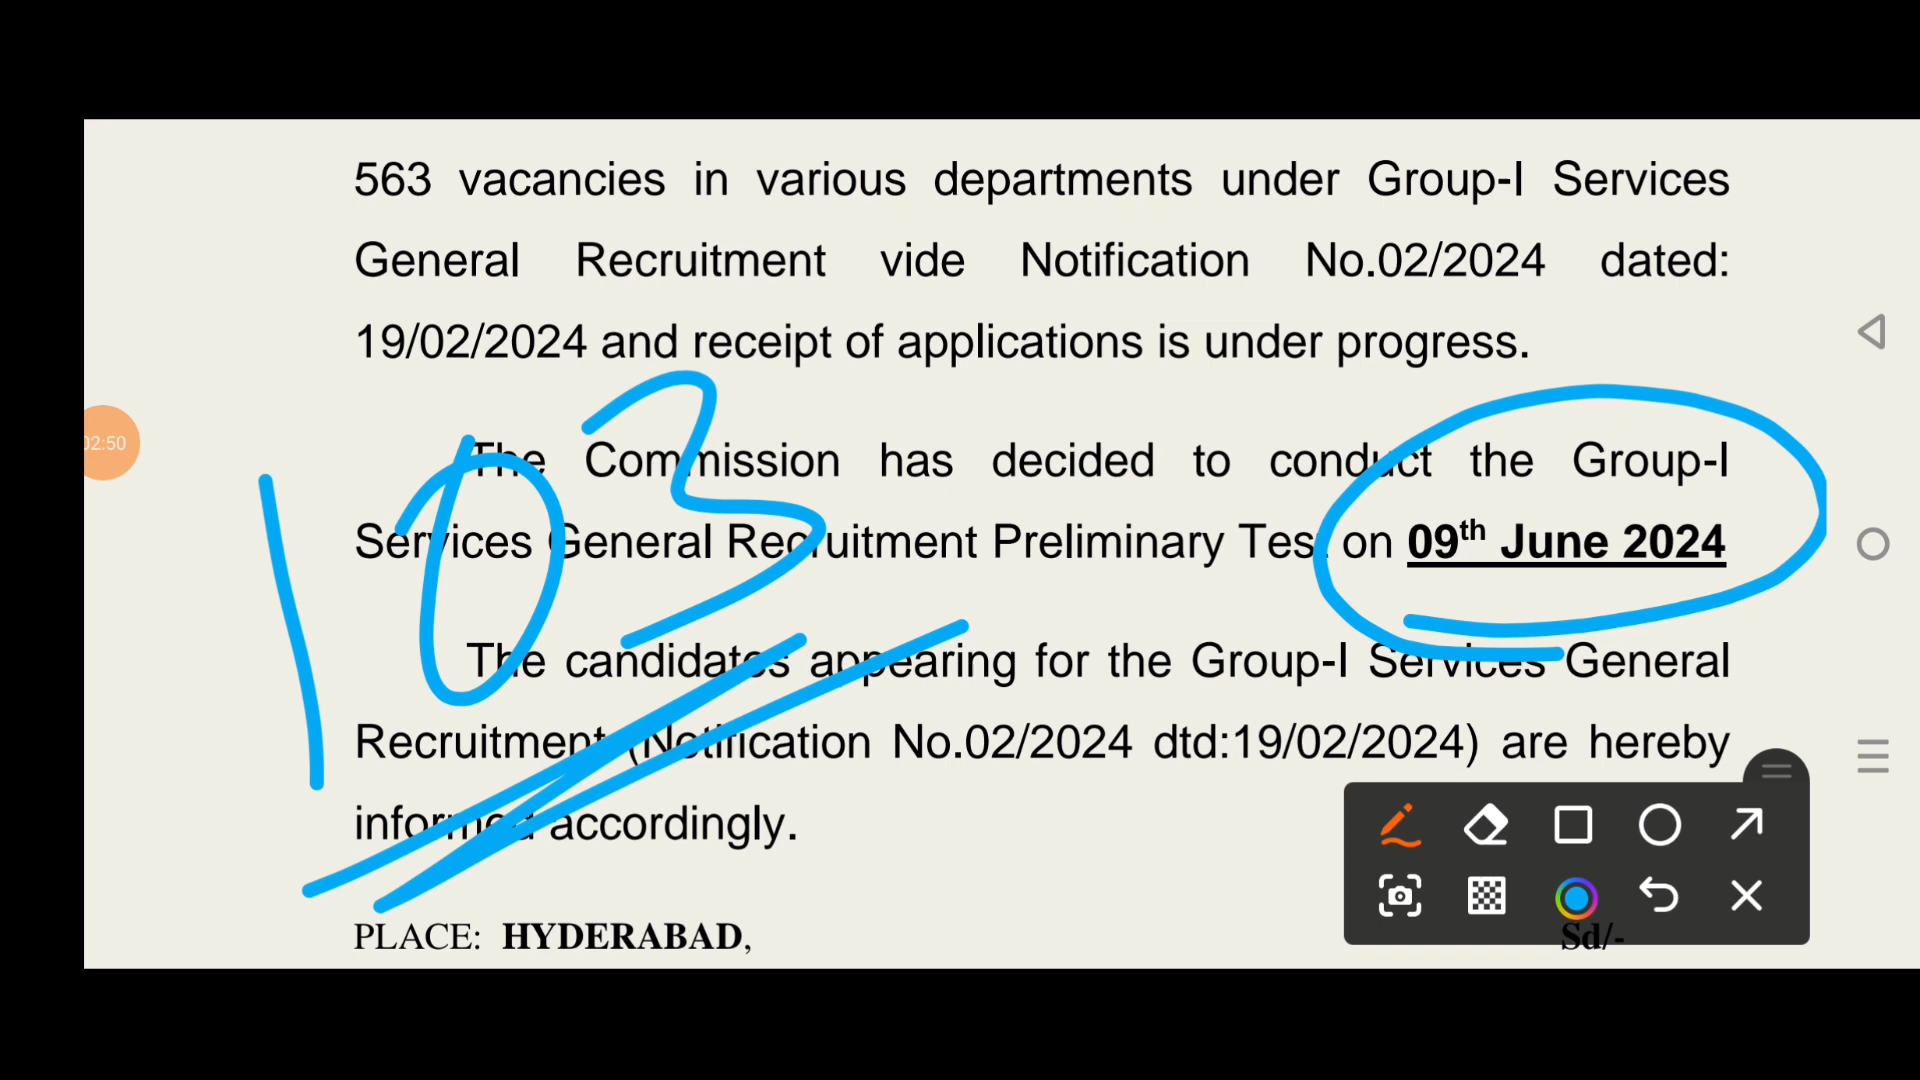 563 vacancies in various departments under Group-I Services
General Recruitment vide Notification No.02/2024 dated:
19/02/2024 and receipt of applications is under progress.
The Commission has decided to conduct the Group-I
Services General Recruitment Preliminary Test on 09th June 2024
The candidates appearing for the Group-I Services General
Recruitment (Notification No.02/2024 dtd:19/02/2024) are hereby
informed accordingly.
PLACE: HYDERABAD,
Sd/-
02:50
103